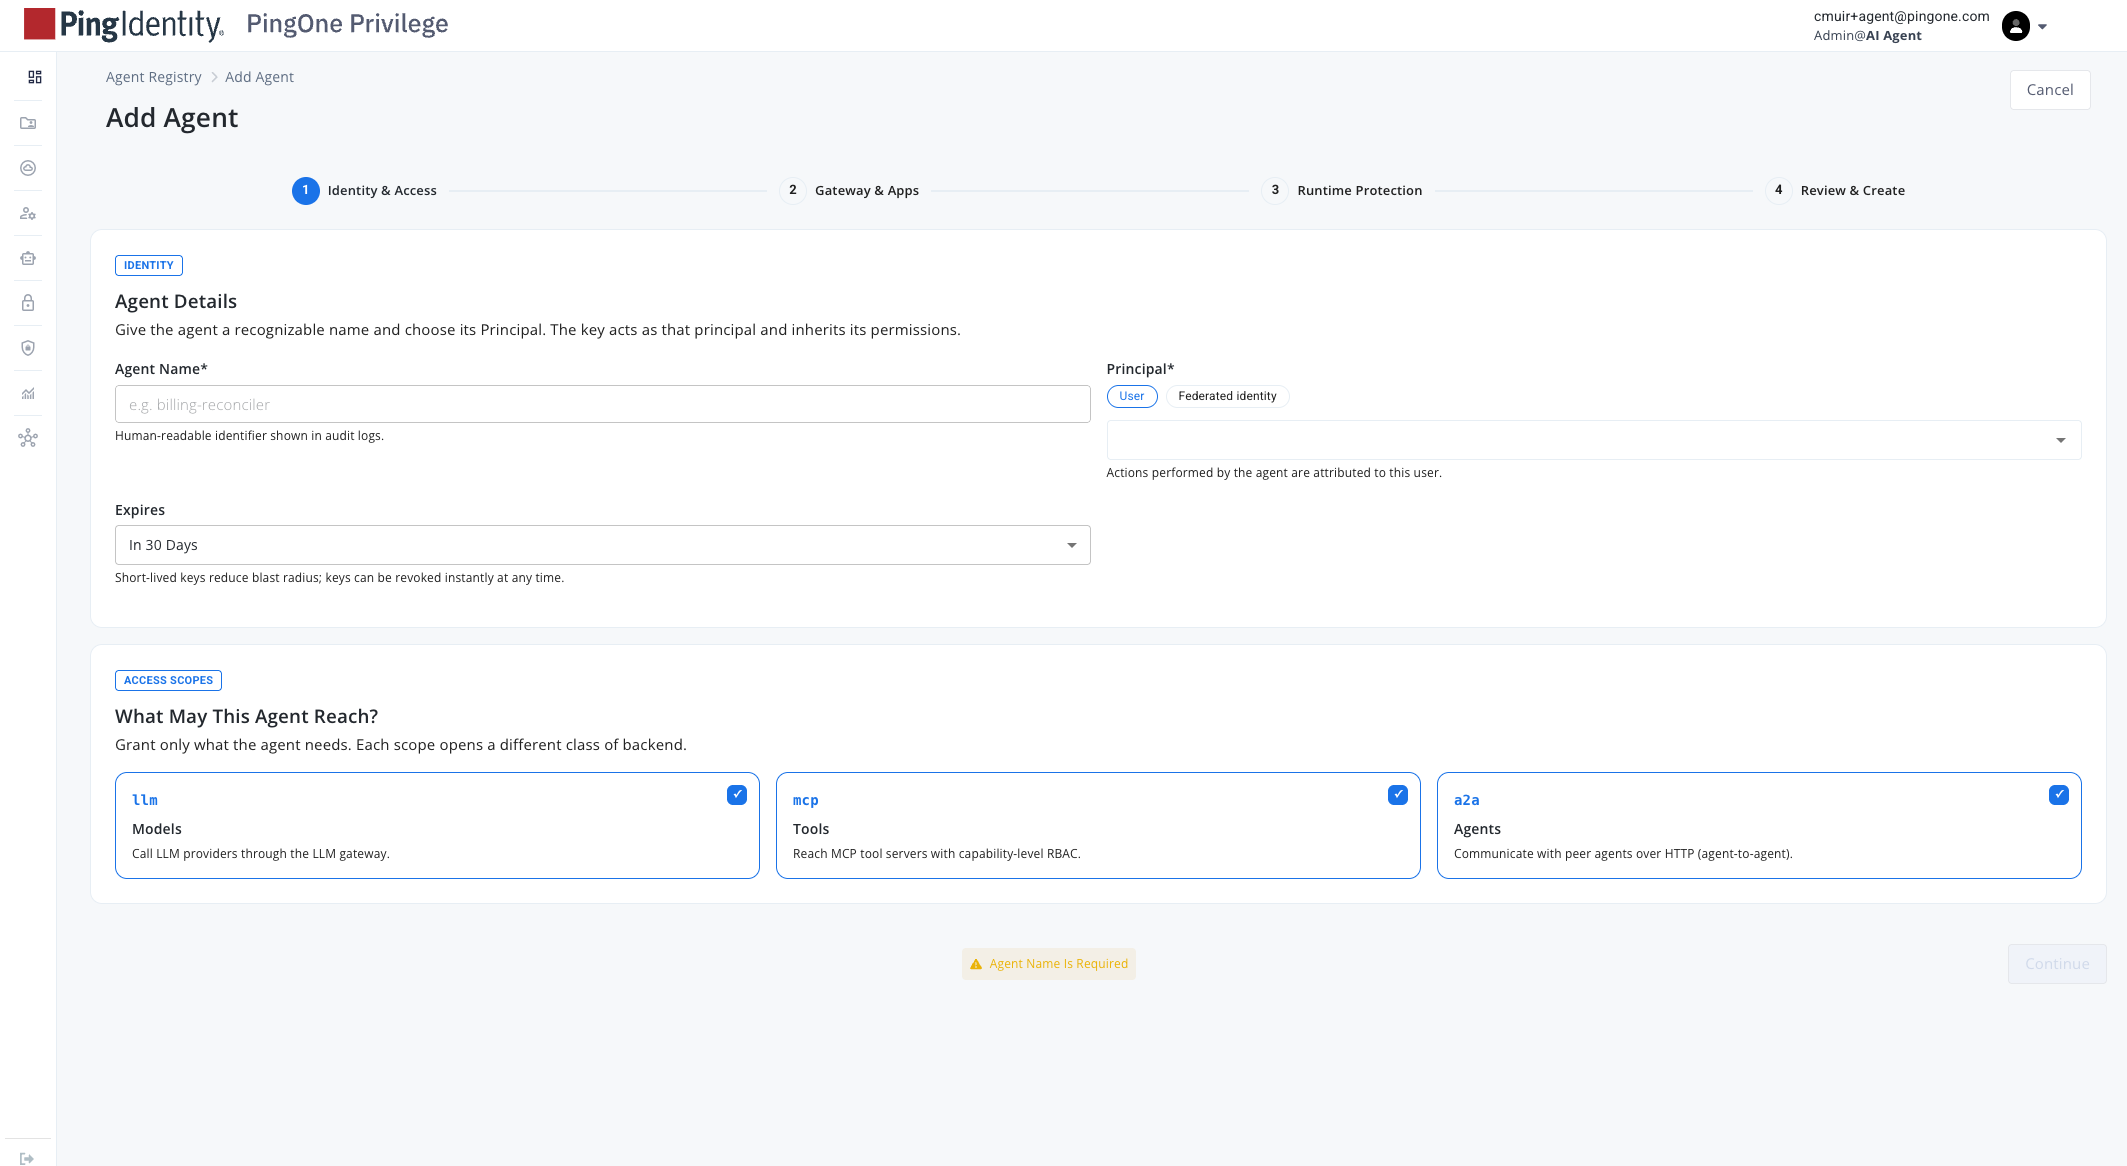 PingIdentity PingOne Privilege
cmuir+agent@pingone.com
Admin@AI Agent
Agent Registry > Add Agent
Cancel
Add Agent
1 Identity & Access 2 Gateway & Apps 3 Runtime Protection 4 Review & Create
IDENTITY
Agent Details
Give the agent a recognizable name and choose its Principal. The key acts as that principal and inherits its permissions.
Agent Name*
e.g. billing-reconciler
Human-readable identifier shown in audit logs.
Principal*
User Federated identity
Actions performed by the agent are attributed to this user.
Expires
In 30 Days
Short-lived keys reduce blast radius; keys can be revoked instantly at any time.
ACCESS SCOPES
What May This Agent Reach?
Grant only what the agent needs. Each scope opens a different class of backend.
llm
Models
Call LLM providers through the LLM gateway.
mcp
Tools
Reach MCP tool servers with capability-level RBAC.
a2a
Agents
Communicate with peer agents over HTTP (agent-to-agent).
Agent Name Is Required
Continue